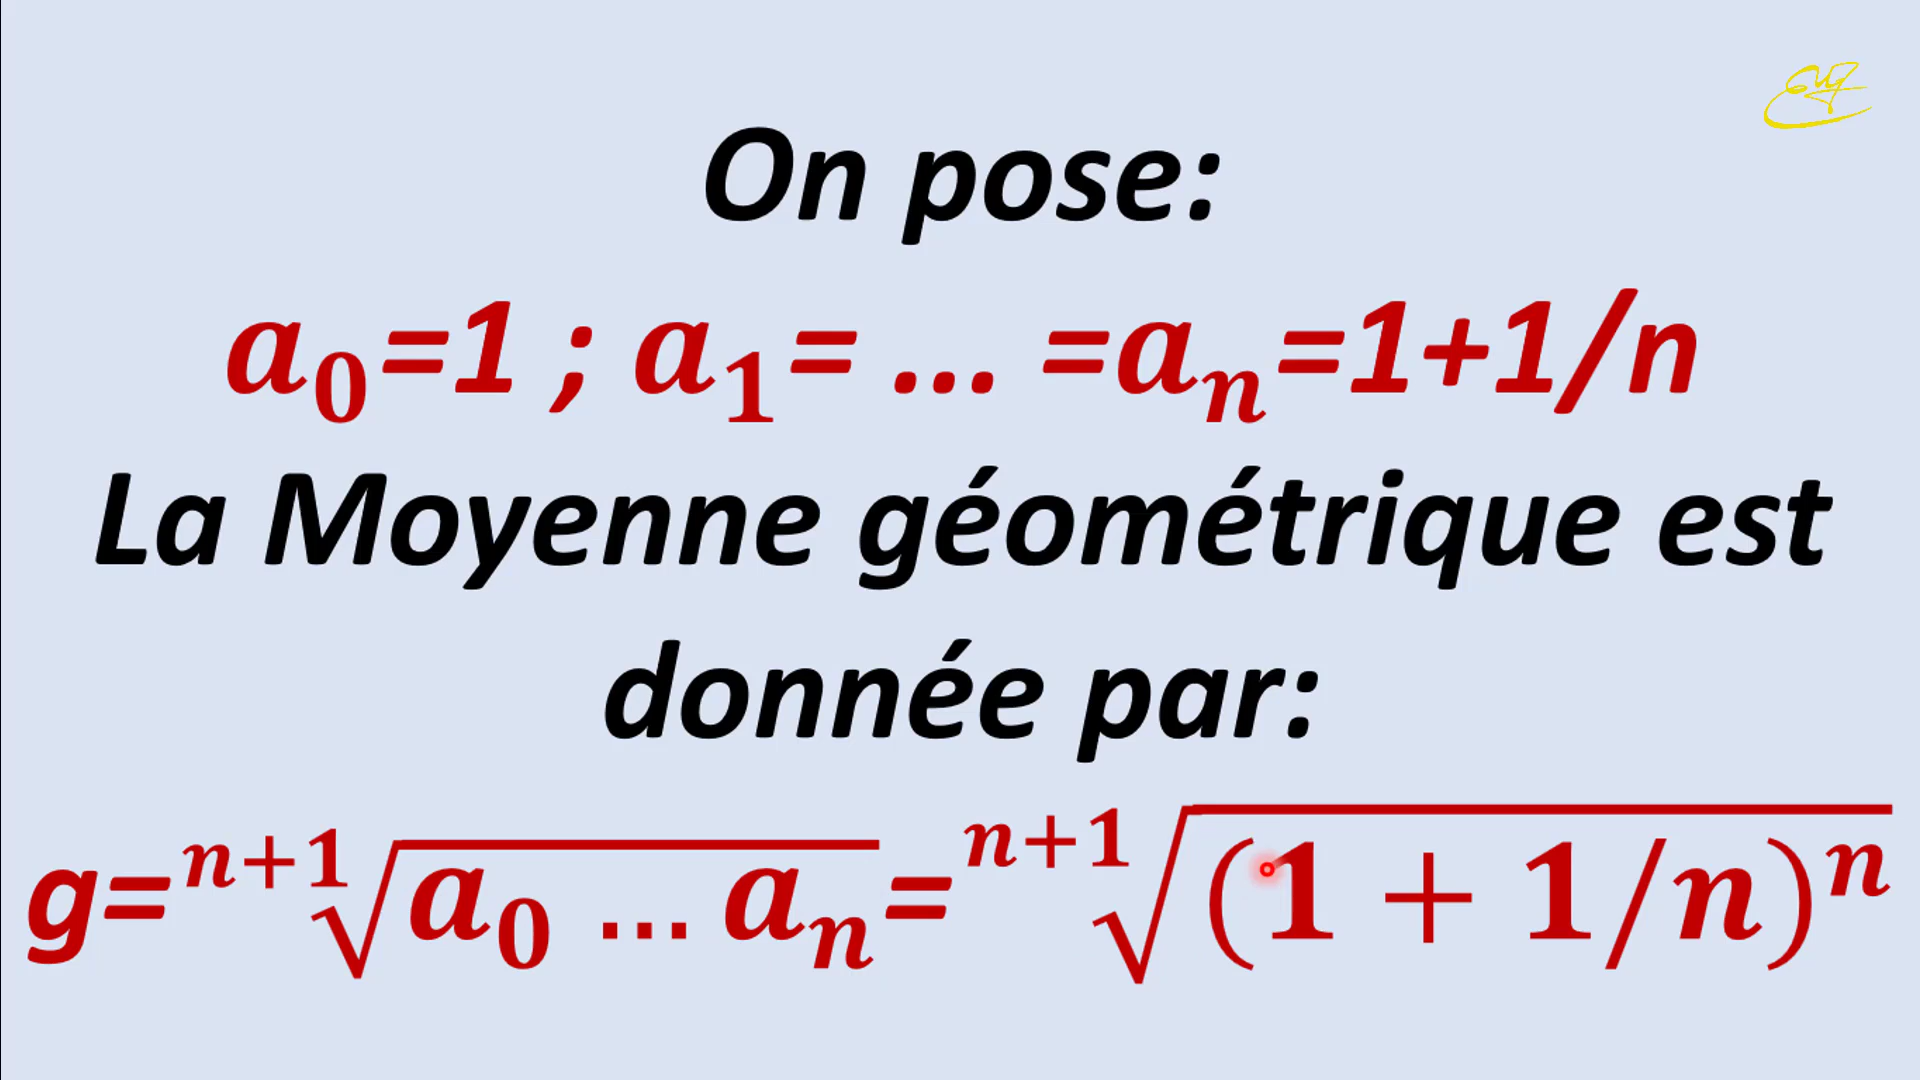 On pose:
a₀=1 ; a₁= ... =aₙ=1+1/n
La Moyenne géométrique est
donnée par:
g=ⁿ⁺¹√(a₀ … aₙ)=ⁿ⁺¹√((1 + 1/n)ⁿ)